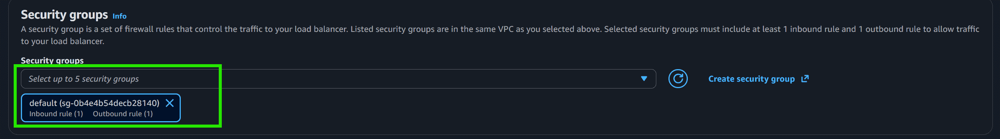 Security groups Info
A security group is a set of firewall rules that control the traffic to your load balancer. Listed security groups are in the same VPC as you selected above. Selected security groups must include at least 1 inbound rule and 1 outbound rule to allow traffic
to your load balancer.
Security groups
Select up to 5 security groups
Create security group
default (sg-0b4e4b54decb28140)
Inbound rule (1) Outbound rule (1)